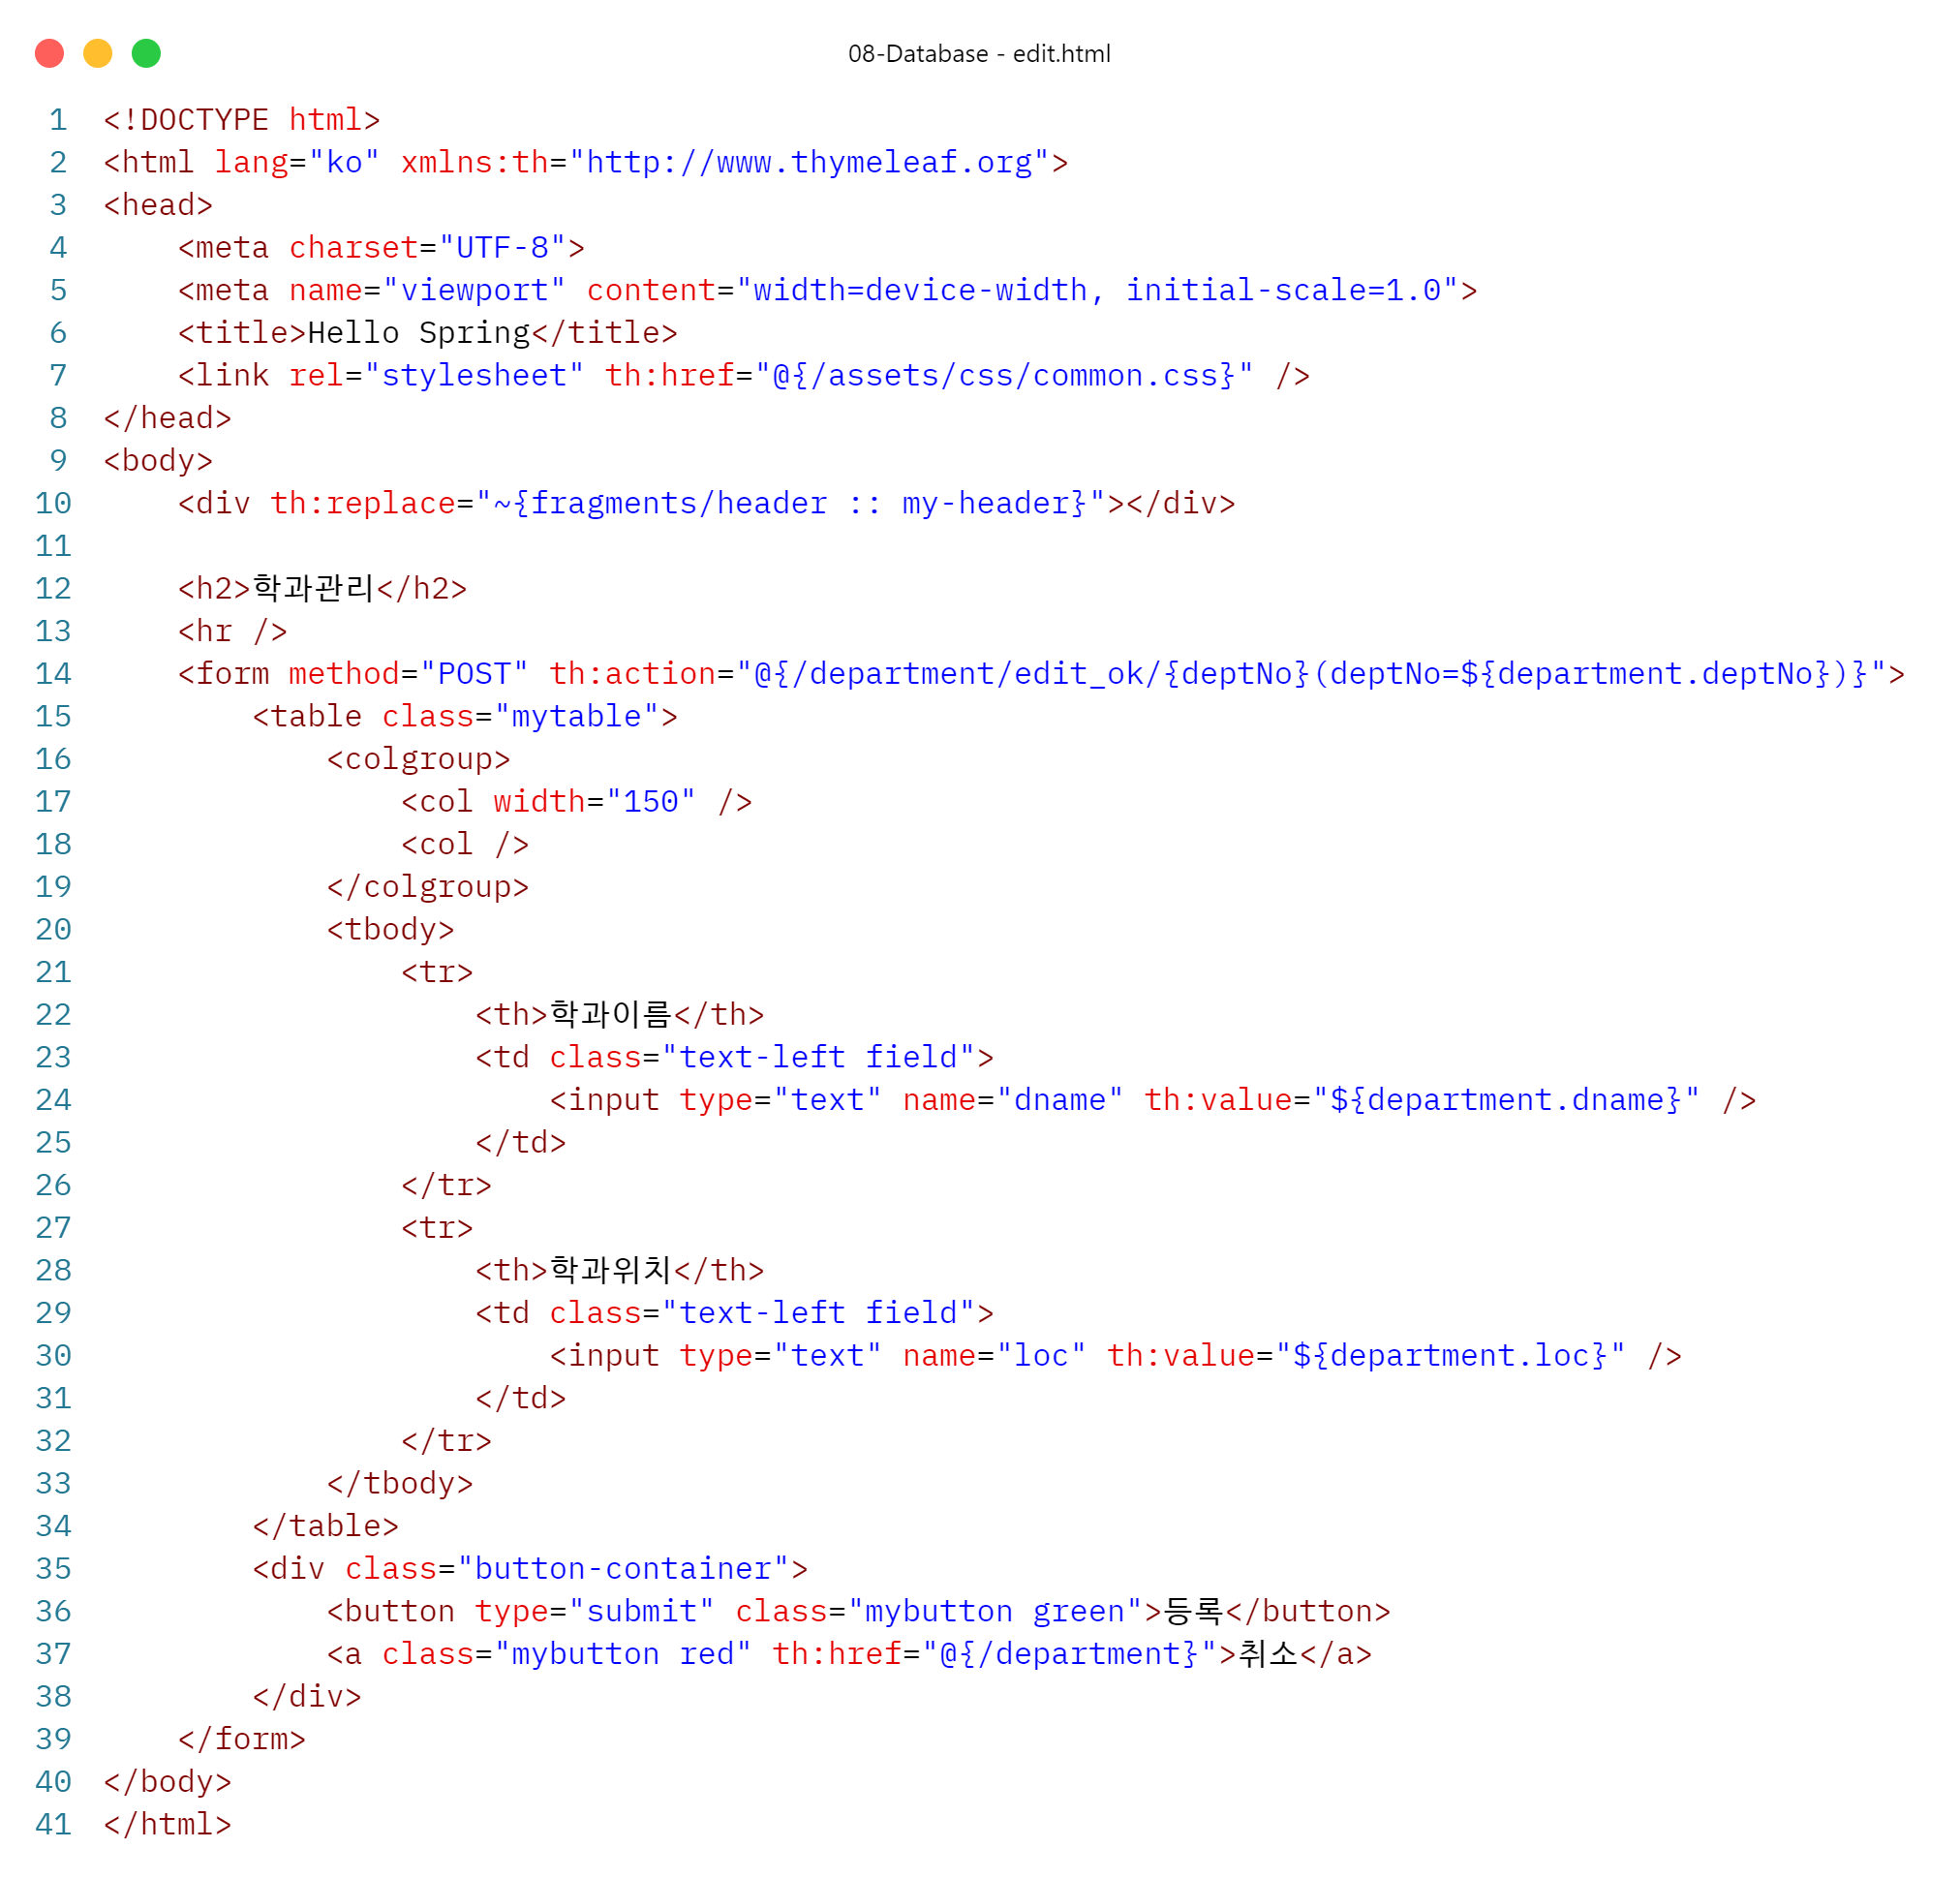 08-Database - edit.html
1 <!DOCTYPE html>
2 <html lang="ko" xmlns:th="http://www.thymeleaf.org">
3 <head>
4     <meta charset="UTF-8">
5     <meta name="viewport" content="width=device-width, initial-scale=1.0">
6     <title>Hello Spring</title>
7     <link rel="stylesheet" th:href="@{/assets/css/common.css}" />
8 </head>
9 <body>
10     <div th:replace="~{fragments/header :: my-header}"></div>
11
12     <h2>학과관리</h2>
13     <hr />
14     <form method="POST" th:action="@{/department/edit_ok/{deptNo}(deptNo=${department.deptNo})}">
15         <table class="mytable">
16             <colgroup>
17                 <col width="150" />
18                 <col />
19             </colgroup>
20             <tbody>
21                 <tr>
22                     <th>학과이름</th>
23                     <td class="text-left field">
24                         <input type="text" name="dname" th:value="${department.dname}" />
25                     </td>
26                 </tr>
27                 <tr>
28                     <th>학과위치</th>
29                     <td class="text-left field">
30                         <input type="text" name="loc" th:value="${department.loc}" />
31                     </td>
32                 </tr>
33             </tbody>
34         </table>
35         <div class="button-container">
36             <button type="submit" class="mybutton green">등록</button>
37             <a class="mybutton red" th:href="@{/department}">취소</a>
38         </div>
39     </form>
40 </body>
41 </html>